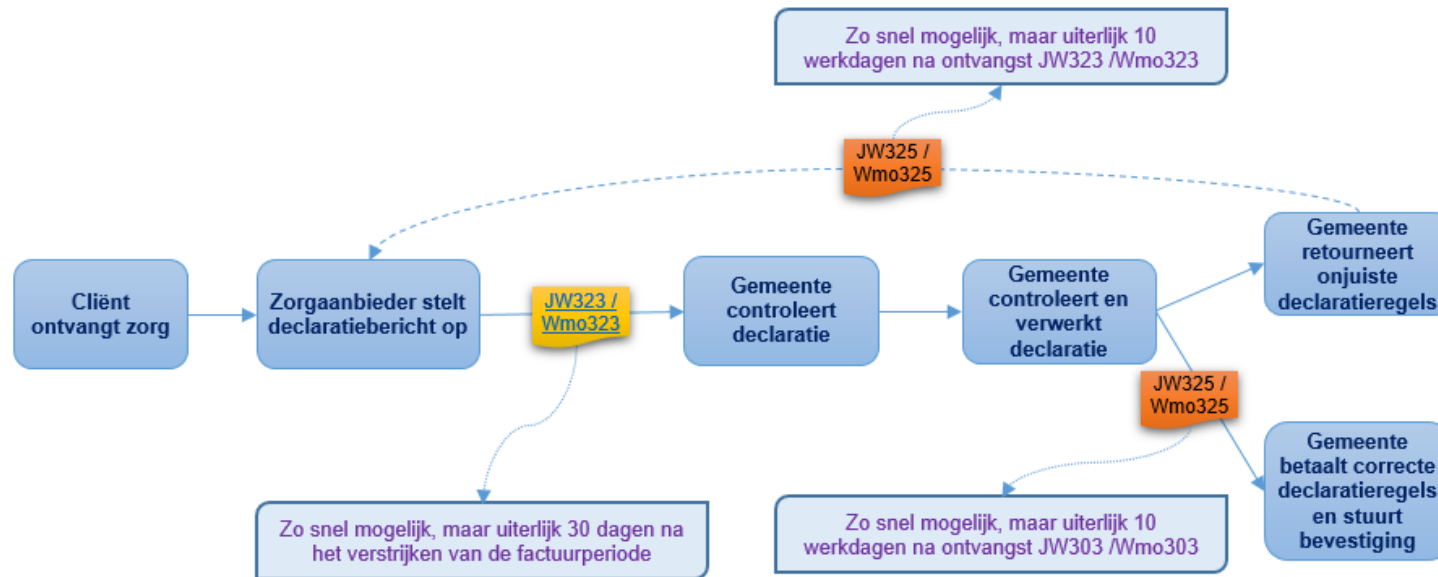 Zo snel mogelijk, maar uiterlijk 10
werkdagen na ontvangst JW323 /Wmo323
JW325 /
Wmo325
Cliënt
ontvangt zorg
Zorgaanbieder stelt
declaratiebericht op
JW323 /
Wmo323
Gemeente
controleert
declaratie
Gemeente
controleert en
verwerkt
declaratie
Gemeente
retourneert
onjuiste
declaratieregels
JW325 /
Wmo325
Gemeente
betaalt correcte
declaratieregels
en stuurt
bevestiging
Zo snel mogelijk, maar uiterlijk 30 dagen na
het verstrijken van de factuurperiode
Zo snel mogelijk, maar uiterlijk 10
werkdagen na ontvangst JW303 /Wmo303